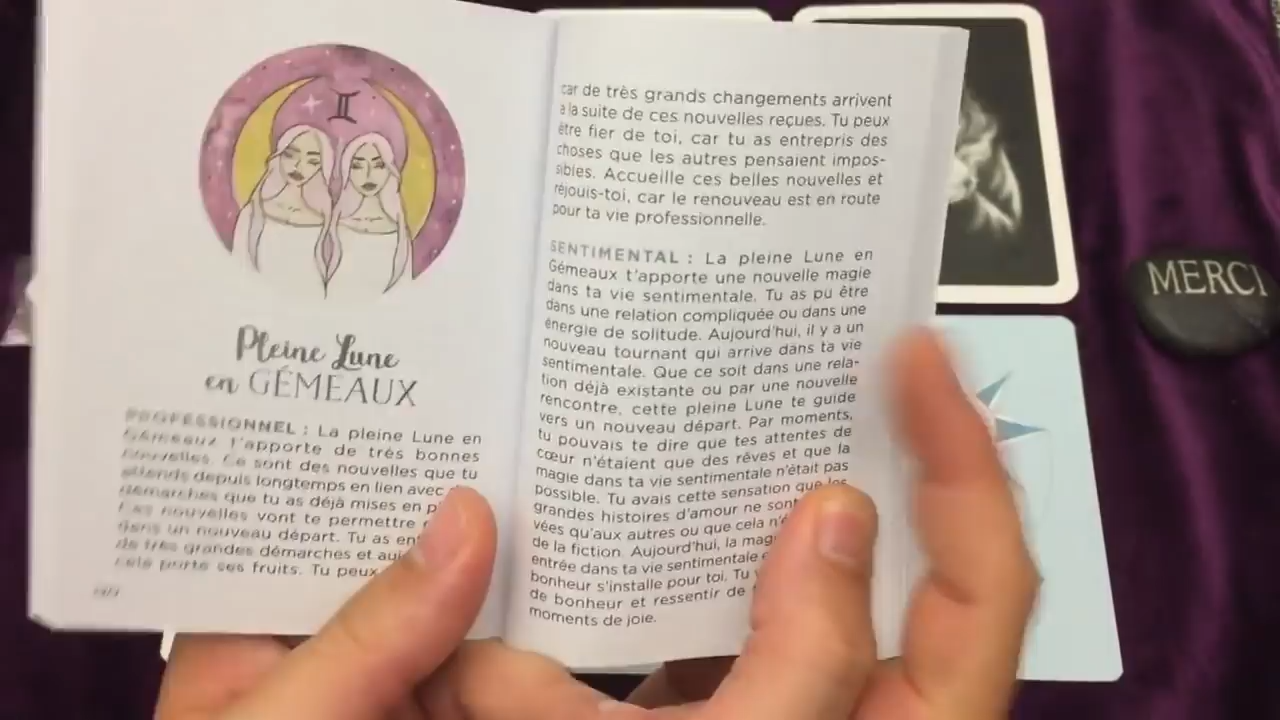 Pleine Lune
en GÉMEAUX
PROFESSIONNEL : La pleine Lune en
Gémeaux t'apporte de très bonnes
nouvelles. Ce sont des nouvelles que tu
attends depuis longtemps en lien avec
démarches que tu as déjà mises en
Ces nouvelles vont te permettre
dans un nouveau départ. Tu as
de très grandes démarches et
cela porte ses fruits. Tu peux
car de très grands changements arrivent
à la suite de ces nouvelles reçues. Tu peux
être fier de toi, car tu as entrepris des
choses que les autres pensaient impos-
sibles. Accueille ces belles nouvelles et
réjouis-toi, car le renouveau est en route
pour ta vie professionnelle.
SENTIMENTAL : La pleine Lune en
Gémeaux t'apporte une nouvelle magie
dans ta vie sentimentale. Tu as pu être
dans une relation compliquée ou dans une
énergie de solitude. Aujourd'hui, il y a un
nouveau tournant qui arrive dans ta vie
sentimentale. Que ce soit dans une rela-
tion déjà existante ou par une nouvelle
rencontre, cette pleine Lune te guide
vers un nouveau départ. Par moments,
tu pouvais te dire que tes attentes de
cœur n'étaient que des rêves et que la
magie dans ta vie sentimentale n'était pas
possible. Tu avais cette sensation que les
grandes histoires d'amour ne sont
vées qu'aux autres ou que cela
de la fiction. Aujourd'hui, la
entrée dans ta vie sentimentale
bonheur s'installe pour toi. Tu
de bonheur et ressentir de
moments de joie.
MERCI